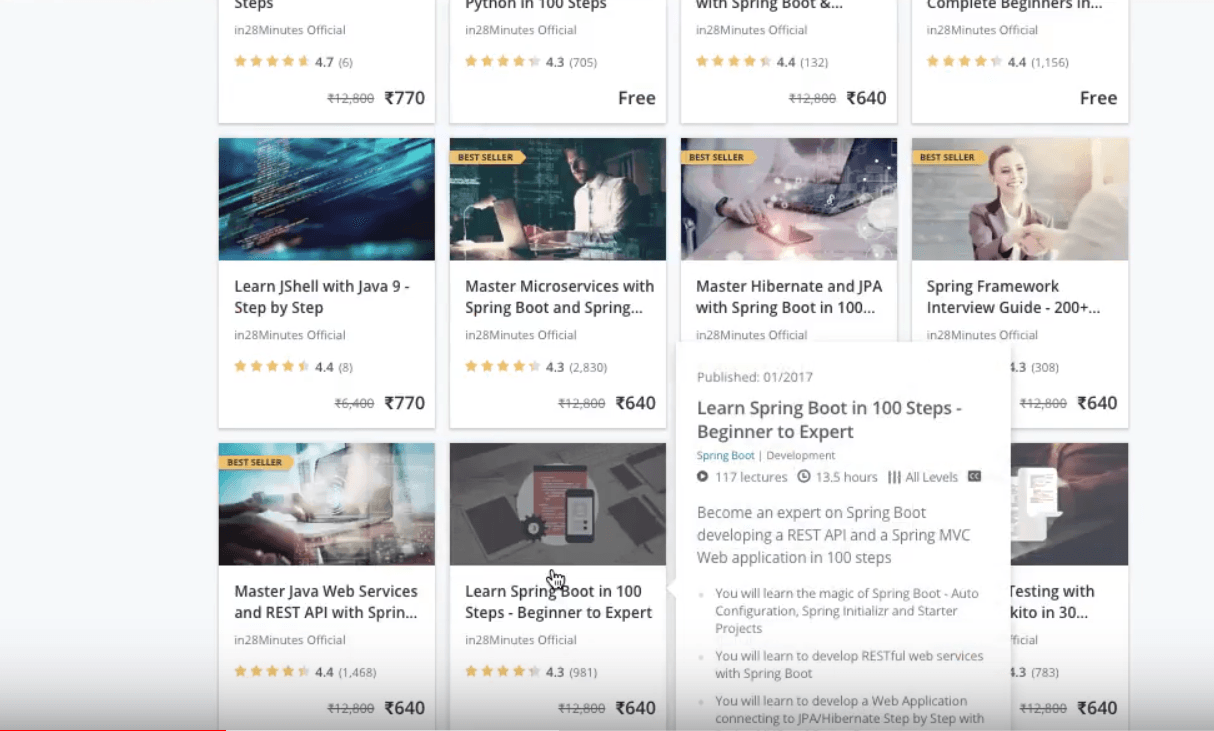 Steps
in28Minutes Official
4.7 (6)
₹12,800 ₹770
Python in 100 Steps
in28Minutes Official
4.3 (705)
Free
with Spring Boot &...
in28Minutes Official
4.4 (132)
₹12,800 ₹640
Complete Beginners in...
in28Minutes Official
4.4 (1,156)
Free
Learn JShell with Java 9 -
Step by Step
in28Minutes Official
4.4 (8)
₹6,400 ₹770
BEST SELLER
Master Microservices with
Spring Boot and Spring...
in28Minutes Official
4.3 (2,830)
₹12,800 ₹640
BEST SELLER
Master Hibernate and JPA
with Spring Boot in 100...
in28Minutes Official
BEST SELLER
Spring Framework
Interview Guide - 200+...
in28Minutes Official
4.3 (308)
₹12,800 ₹640
BEST SELLER
Master Java Web Services
and REST API with Sprin...
in28Minutes Official
4.4 (1,468)
₹12,800 ₹640
Learn Spring Boot in 100
Steps - Beginner to Expert
in28Minutes Official
4.3 (981)
₹12,800 ₹640
Published: 01/2017
Learn Spring Boot in 100 Steps -
Beginner to Expert
Spring Boot | Development
117 lectures 13.5 hours All Levels CC
Become an expert on Spring Boot
developing a REST API and a Spring MVC
Web application in 100 steps
You will learn the magic of Spring Boot - Auto
Configuration, Spring Initializr and Starter
Projects
You will learn to develop RESTful web services
with Spring Boot
You will learn to develop a Web Application
connecting to JPA/Hibernate Step by Step with
Testing with
kito in 30...
ficial
4.3 (783)
₹12,800 ₹640